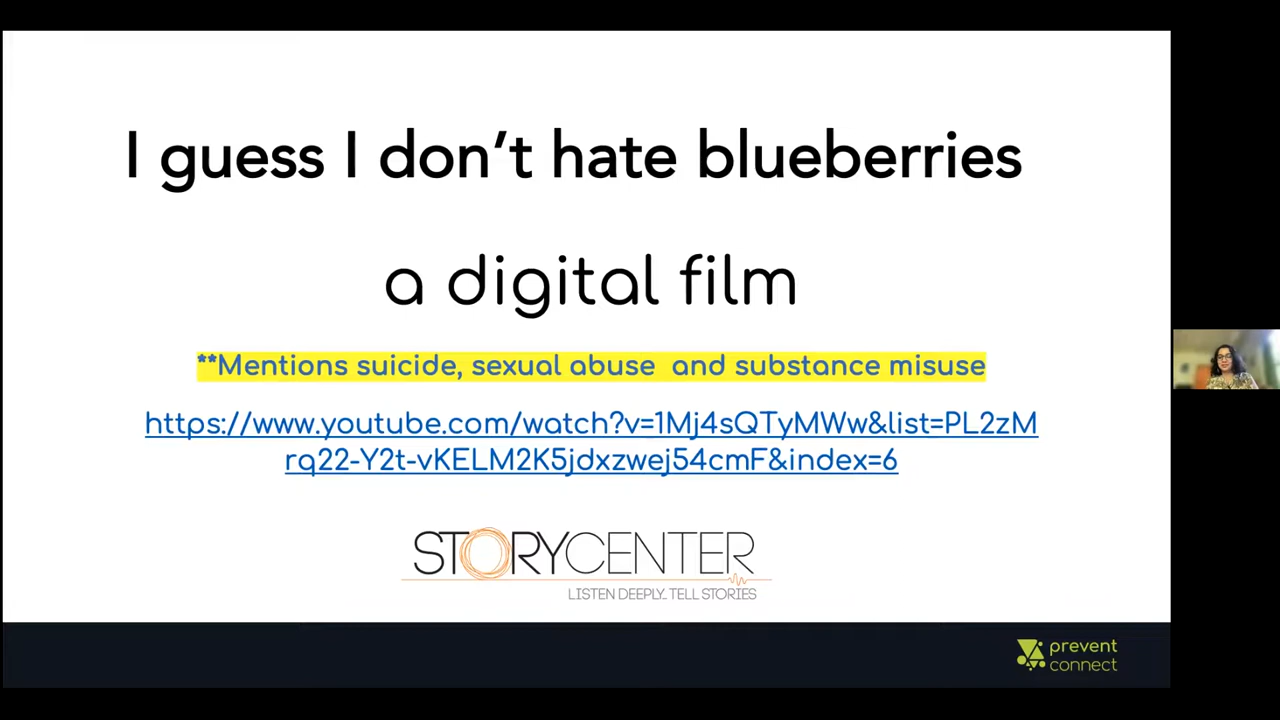 I guess I don't hate blueberries
a digital film
**Mentions suicide, sexual abuse  and substance misuse
https://www.youtube.com/watch?v=1Mj4sQTyMWw&list=PL2zM
rq22-Y2t-vKELM2K5jdxzwej54cmF&index=6
STORYCENTER
LISTEN DEEPLY. TELL STORIES
prevent
connect